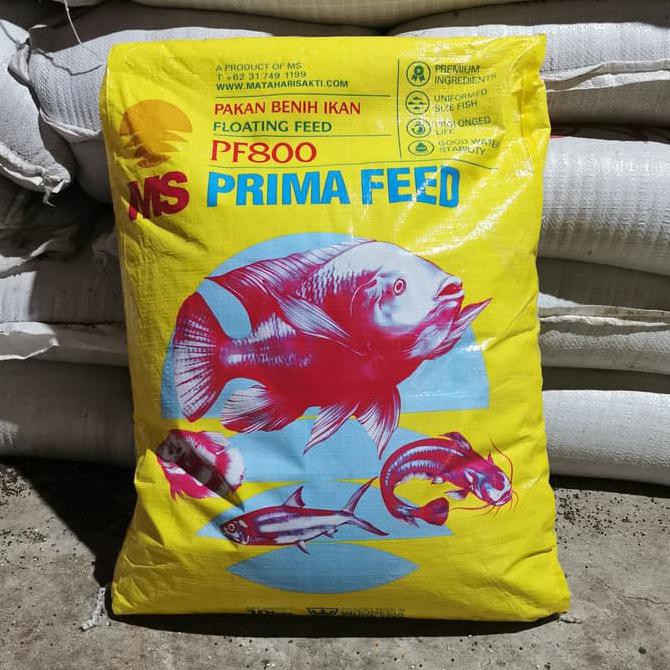 A PRODUCT OF MS
T +62 31 749 1199
WWW.MATAHARISAKTI.COM
PAKAN BENIH IKAN
FLOATING FEED
PF800
PREMIUM
INGREDIENTS
UNIFORMED
SIZE FISH
PROLONGED
LIFE
GOOD WATER
STABILITY
MS PRIMA FEED